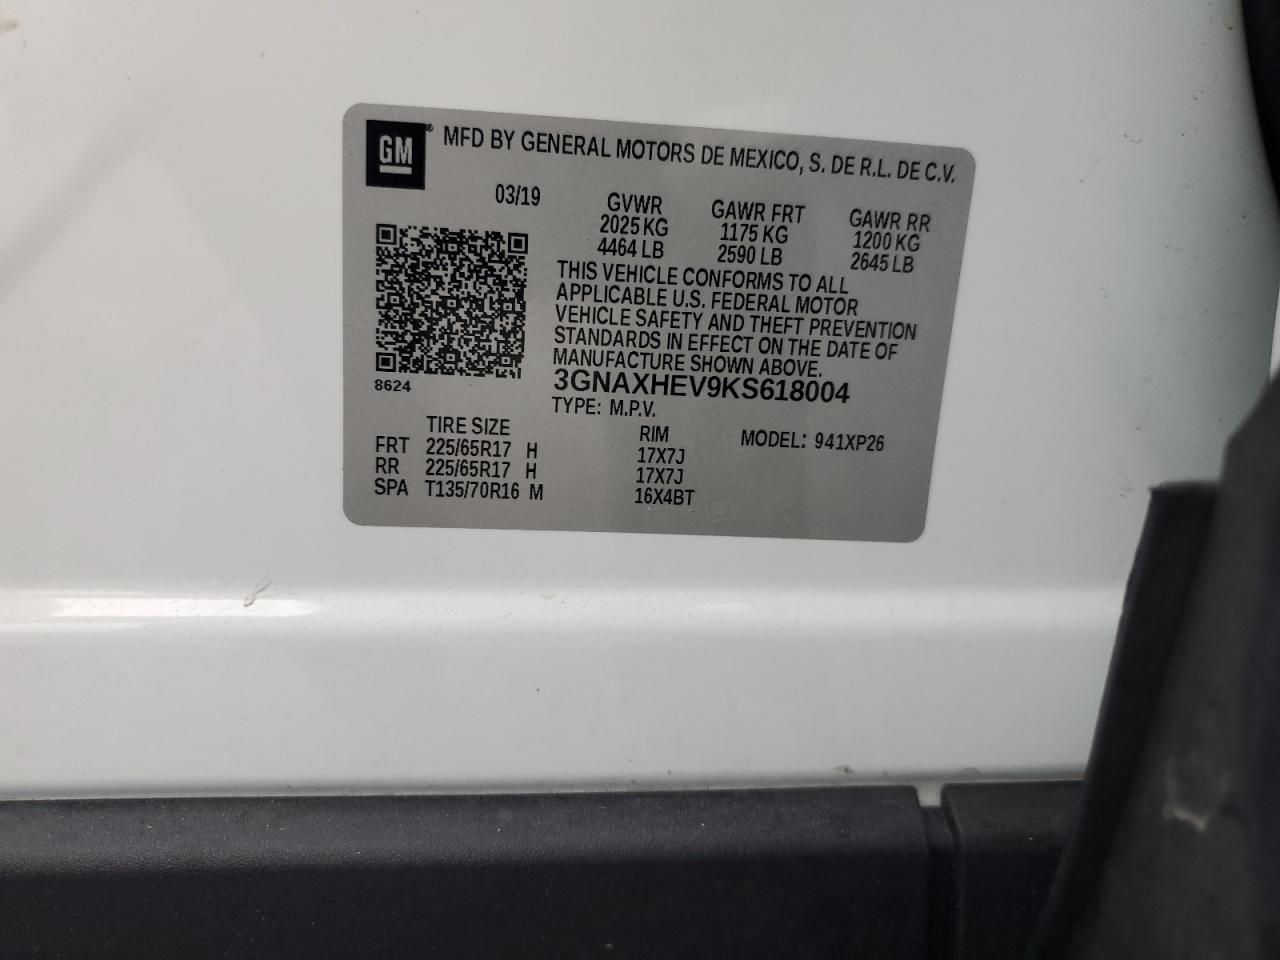 GM® MFD BY GENERAL MOTORS DE MEXICO, S. DE R.L. DE C.V.
03/19 GVWR GAWR FRT GAWR RR
2025 KG 1175 KG 1200 KG
4464 LB 2590 LB 2645 LB
THIS VEHICLE CONFORMS TO ALL
APPLICABLE U.S. FEDERAL MOTOR
VEHICLE SAFETY AND THEFT PREVENTION
STANDARDS IN EFFECT ON THE DATE OF
MANUFACTURE SHOWN ABOVE.
8624 3GNAXHEV9KS618004
TYPE: M.P.V.
TIRE SIZE RIM MODEL: 941XP26
FRT 225/65R17 H 17X7J
RR 225/65R17 H 17X7J
SPA T135/70R16 M 16X4BT